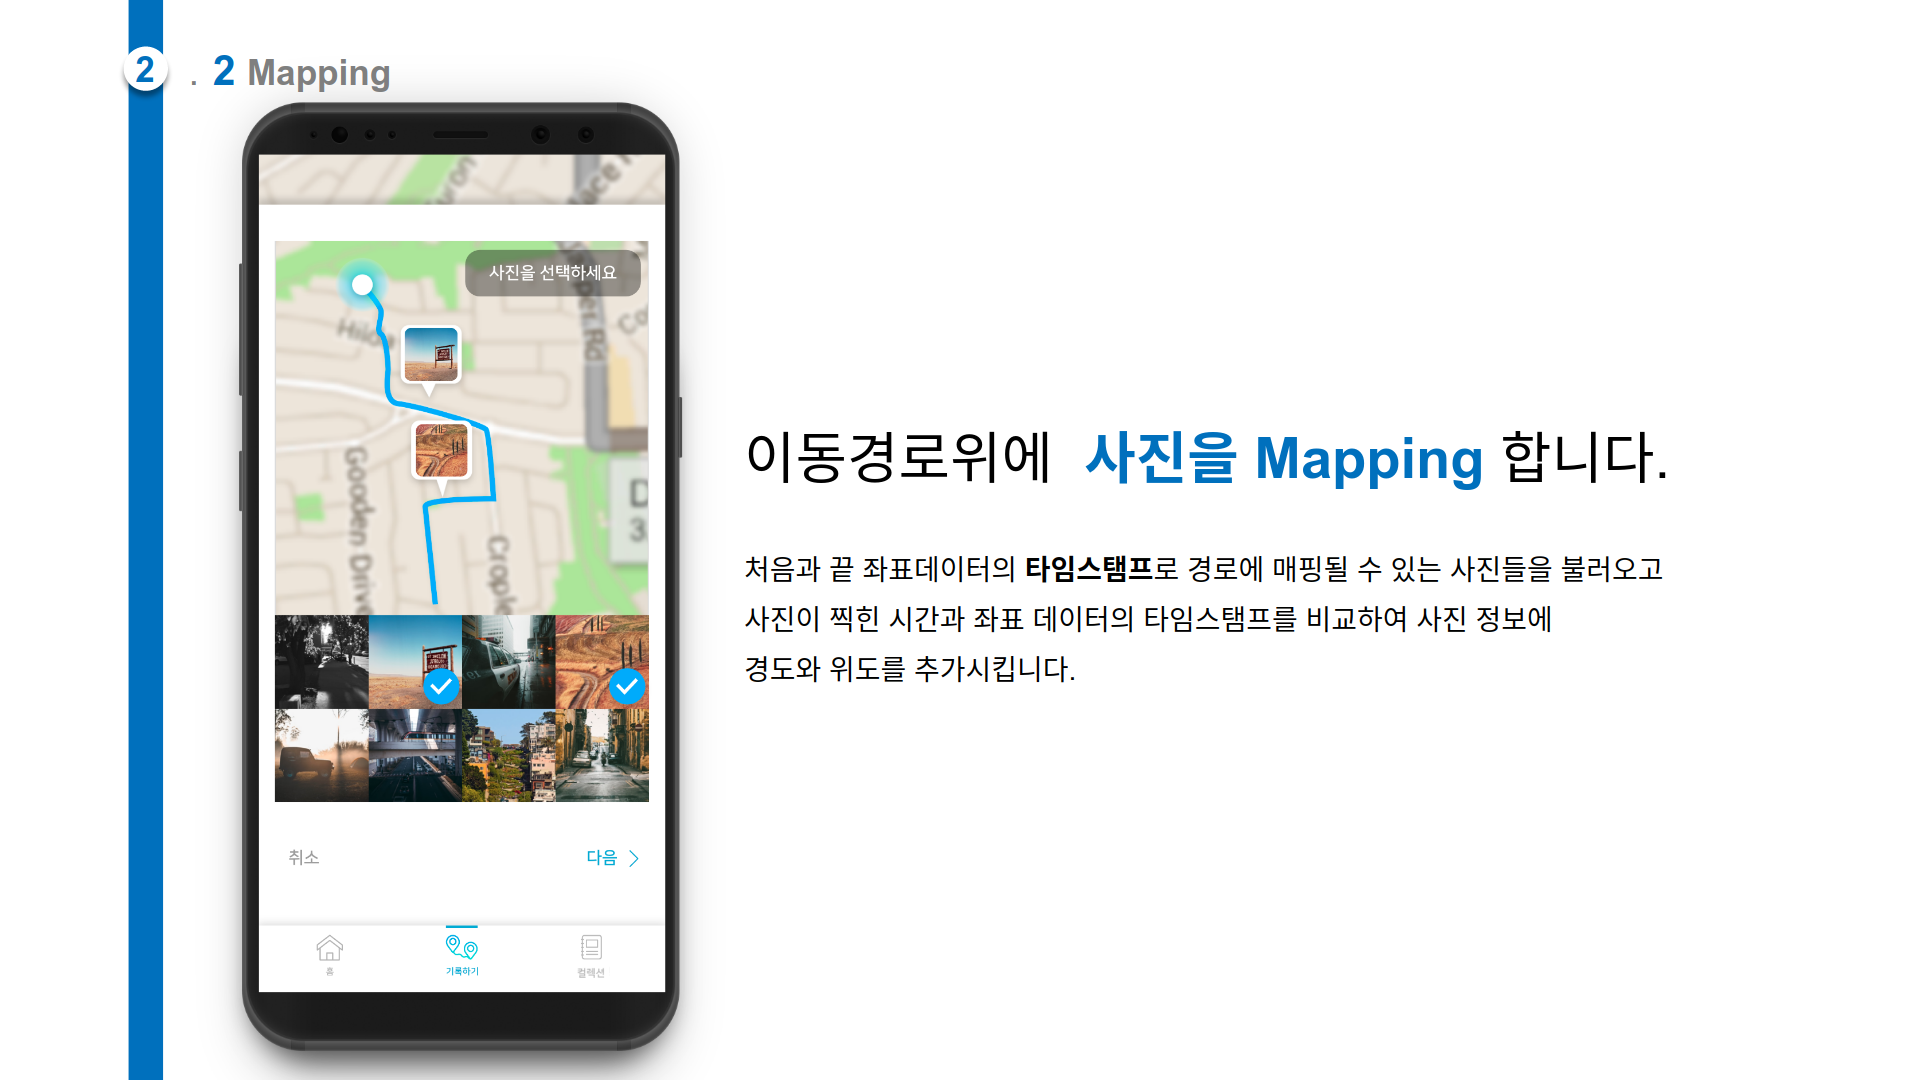 2 . 2 Mapping
사진을 선택하세요
Gooden Drive
취소
다음
홈
기록하기
컬렉션
이동경로위에 사진을 Mapping 합니다.
처음과 끝 좌표데이터의 타임스탬프로 경로에 매핑될 수 있는 사진들을 불러오고
사진이 찍힌 시간과 좌표 데이터의 타임스탬프를 비교하여 사진 정보에
경도와 위도를 추가시킵니다.